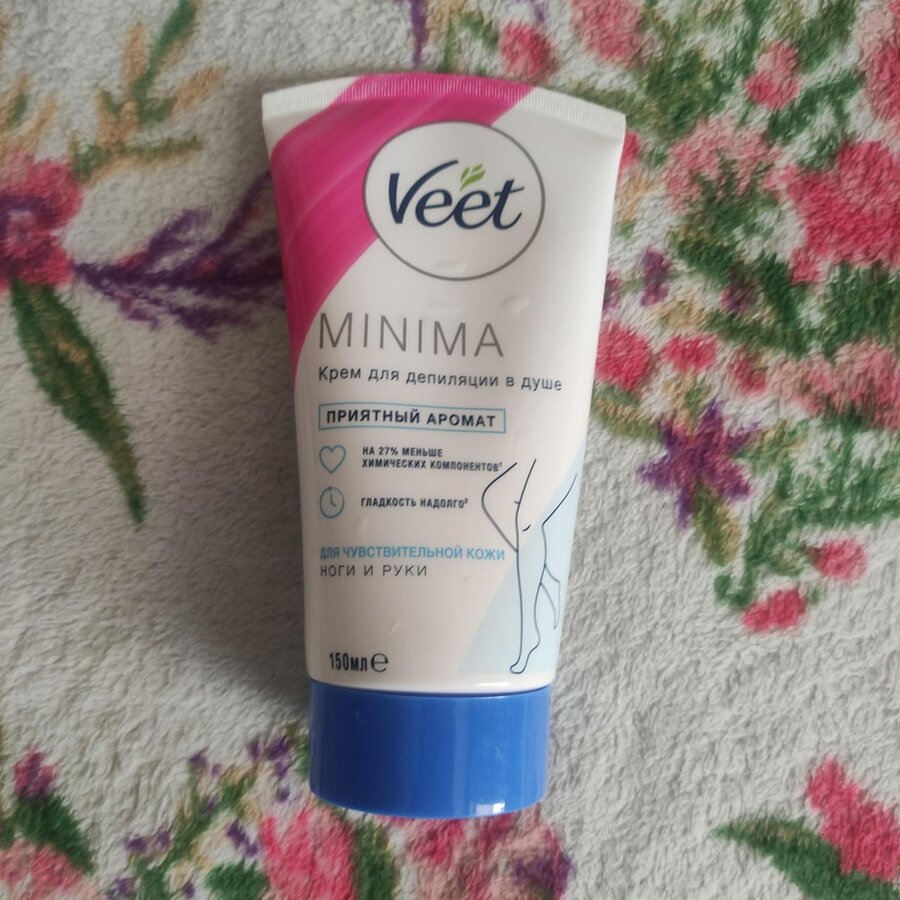 Veet
MINIMA
Крем для депиляции в душе
ПРИЯТНЫЙ АРОМАТ
НА 27% МЕНЬШЕ
ХИМИЧЕСКИХ КОМПОНЕНТОВ¹
ГЛАДКОСТЬ НАДОЛГО²
ДЛЯ ЧУВСТВИТЕЛЬНОЙ КОЖИ
НОГИ И РУКИ
150МЛ ℮